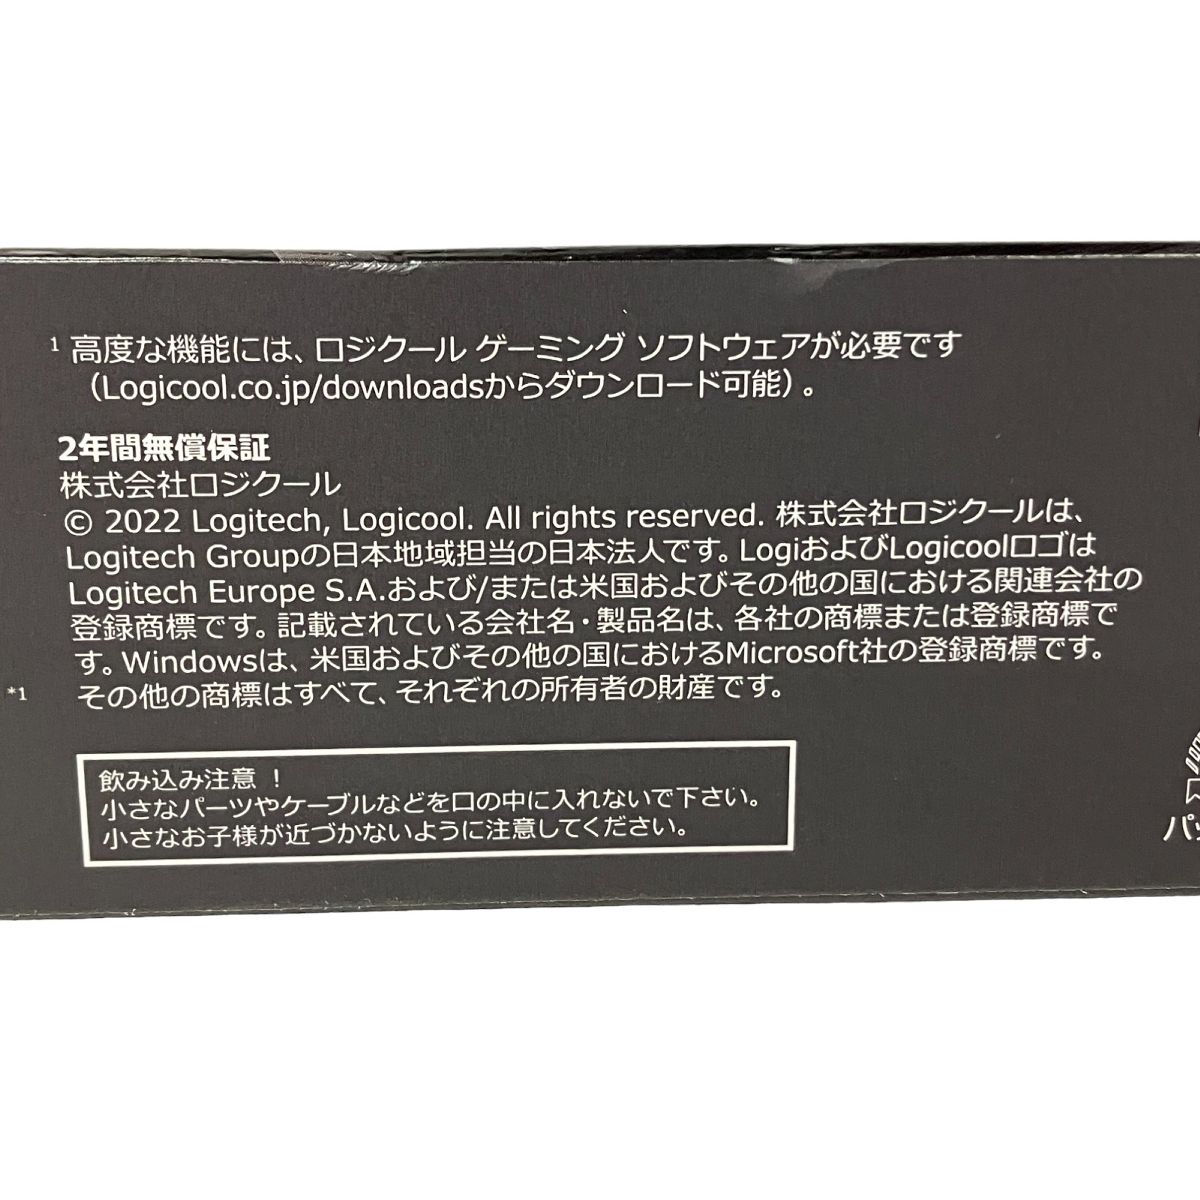 ¹ 高度な機能には、ロジクール ゲーミング ソフトウェアが必要です
（Logicool.co.jp/downloadsからダウンロード可能）。
2年間無償保証
株式会社ロジクール
© 2022 Logitech, Logicool. All rights reserved. 株式会社ロジクールは、
Logitech Groupの日本地域担当の日本法人です。LogiおよびLogicoolロゴは
Logitech Europe S.A.および/または米国およびその他の国における関連会社の
登録商標です。記載されている会社名・製品名は、各社の商標または登録商標で
す。Windowsは、米国およびその他の国におけるMicrosoft社の登録商標です。
*1 その他の商標はすべて、それぞれの所有者の財産です。
飲み込み注意！
小さなパーツやケーブルなどを口の中に入れないで下さい。
小さなお子様が近づかないように注意してください。